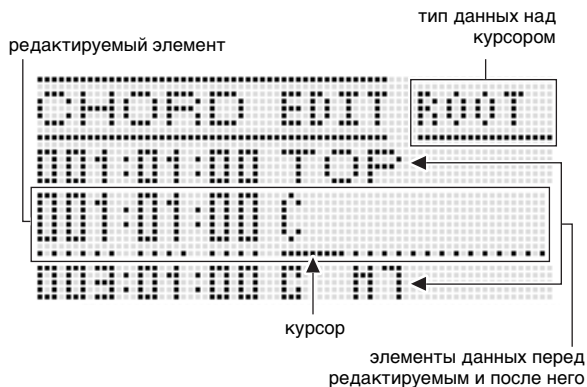 тип данных над
курсором
редактируемый элемент
CHORD EDIT ROOT
001:01:00 TOP
001:01:00 C
003:01:00 G M7
курсор
элементы данных перед
редактируемым и после него